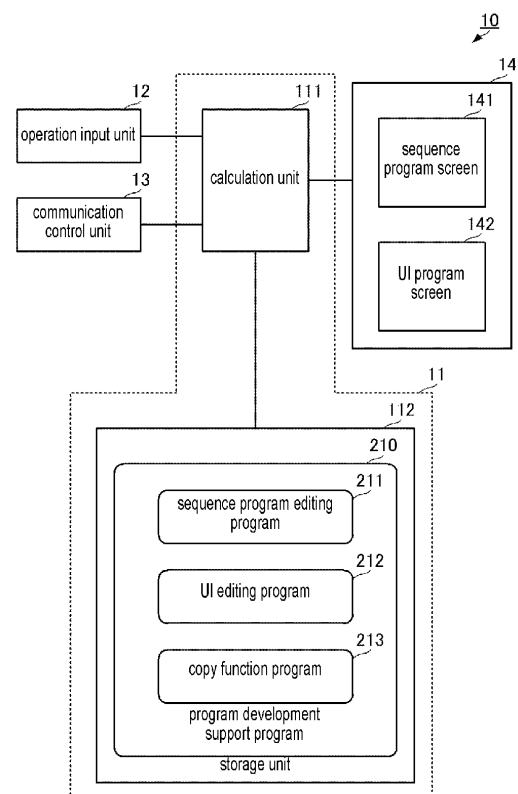 10
14
12
111
141
operation input unit
calculation unit
sequence
program screen
13
communication
control unit
142
UI program
screen
11
112
210
211
sequence program editing
program
212
UI editing program
213
copy function program
program development
support program
storage unit